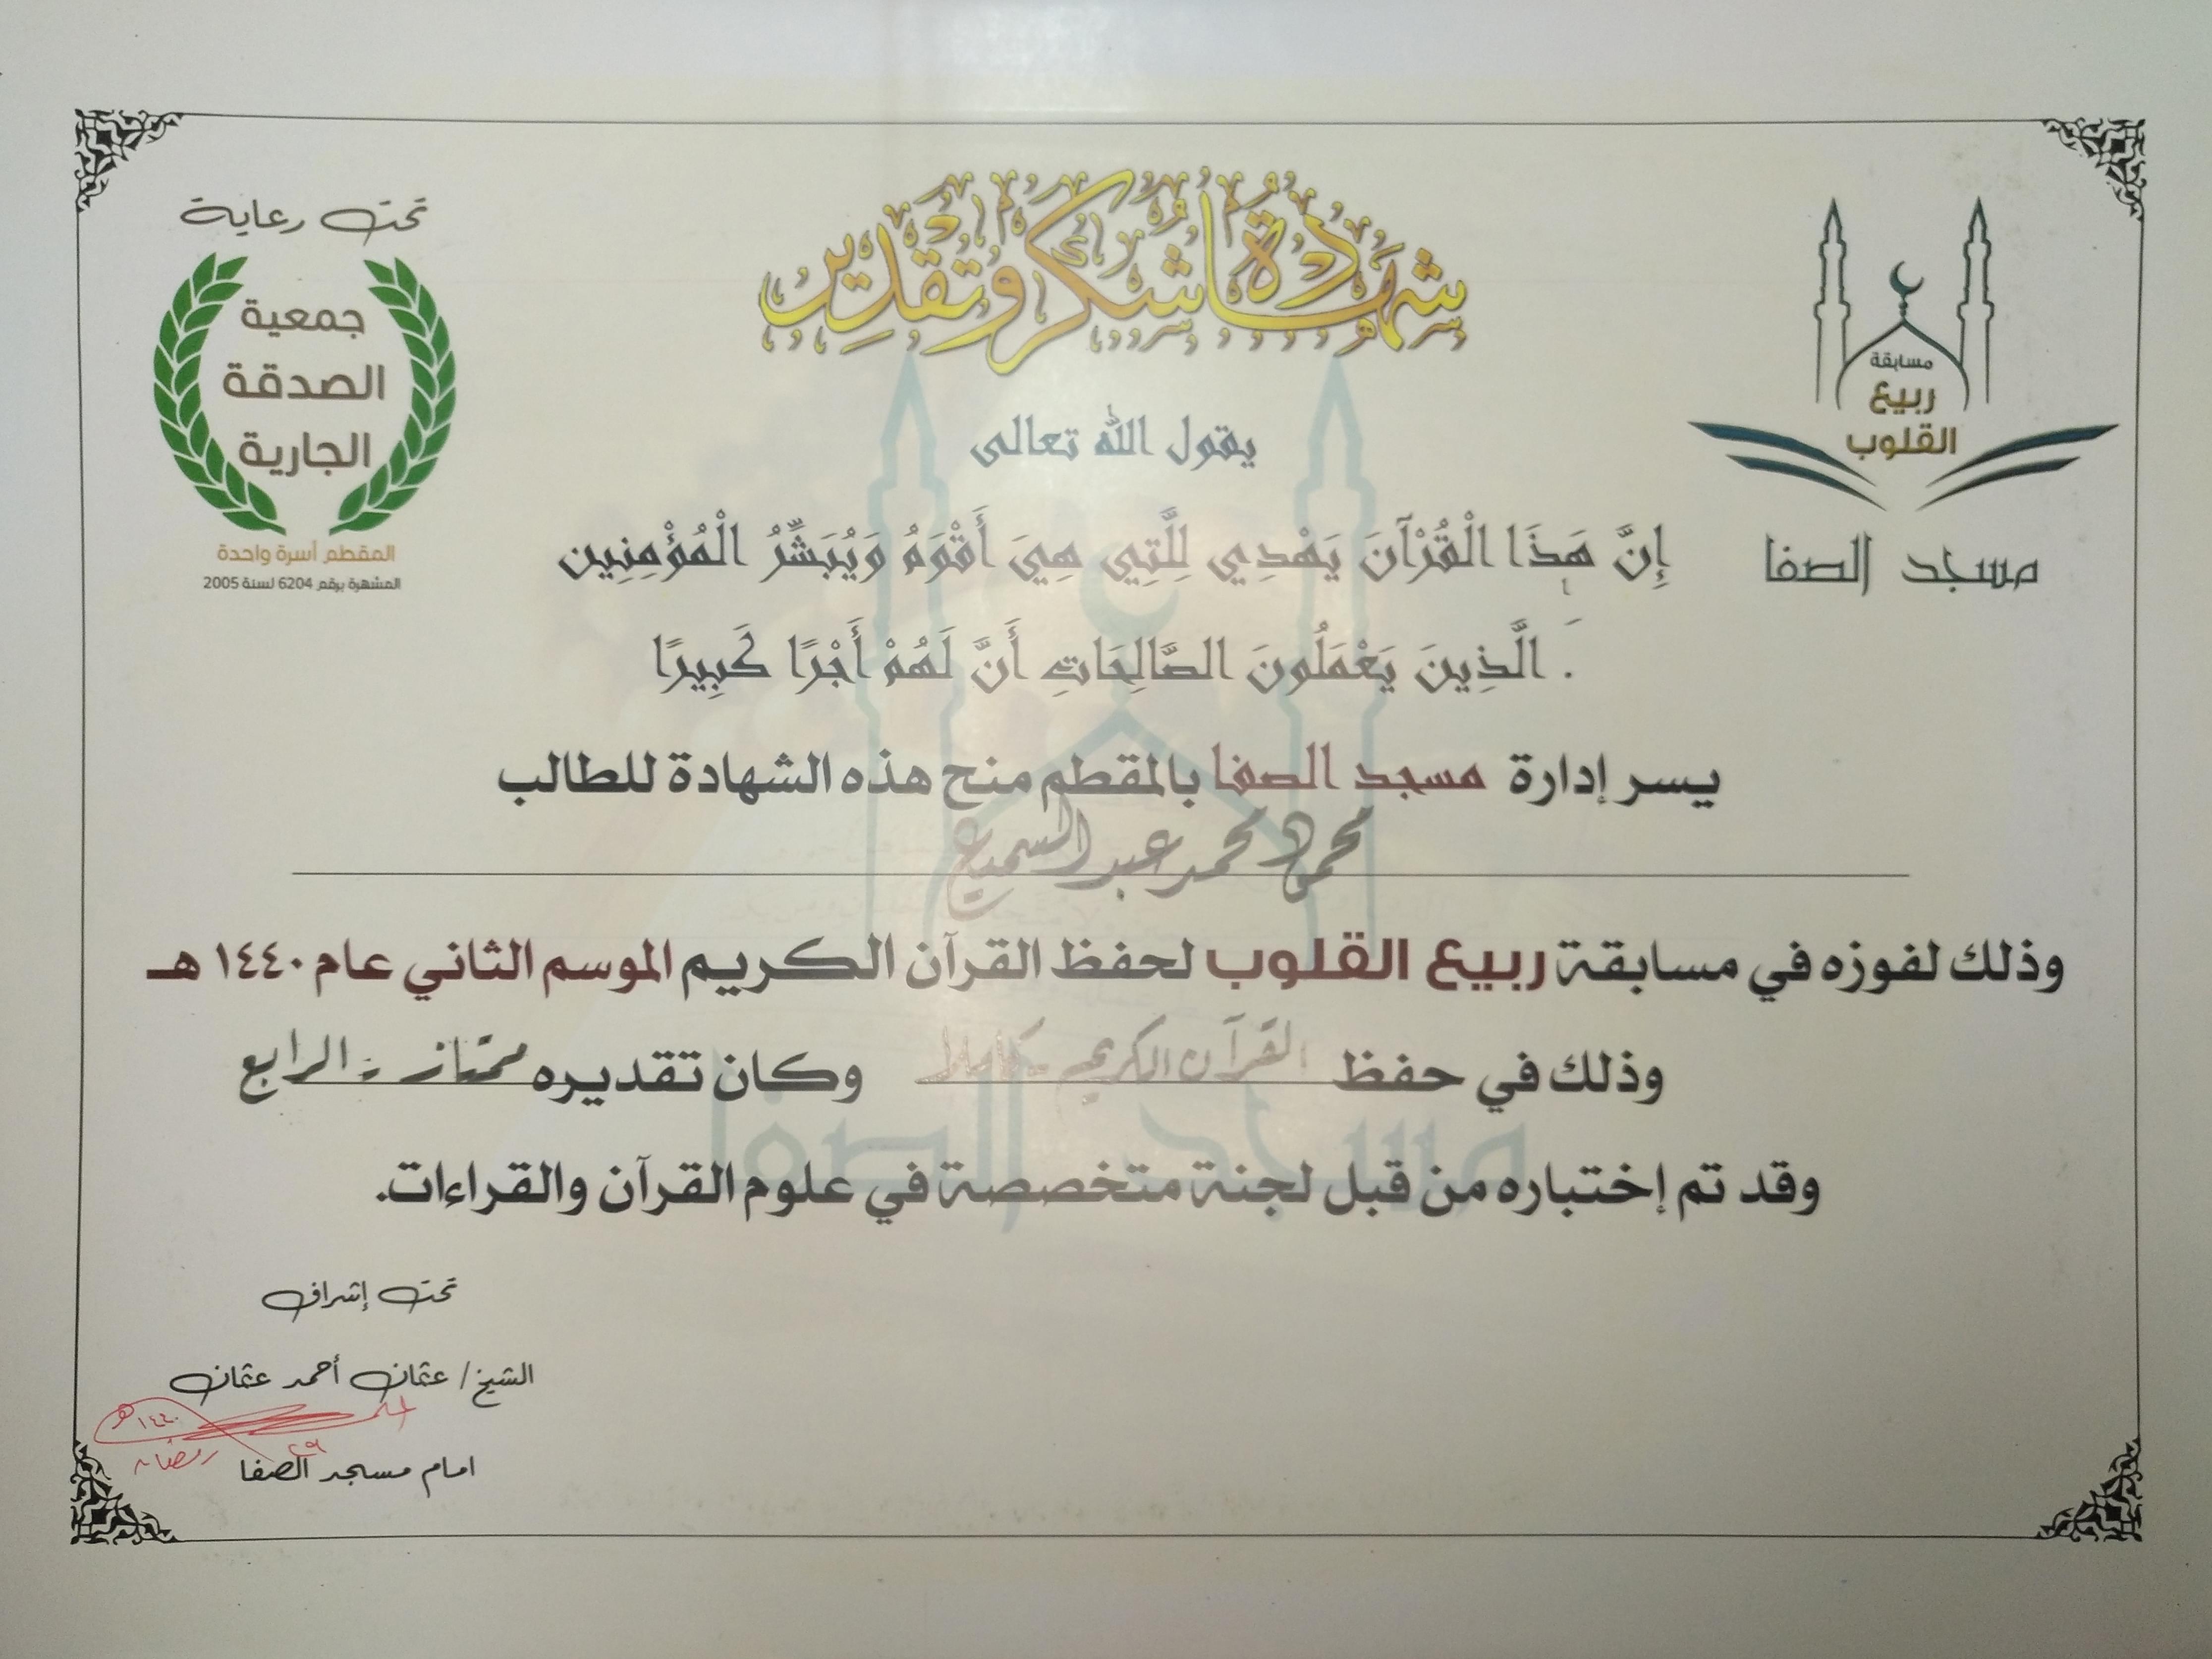 شهادة شكر وتقدير
تحت رعاية
جمعية
الصدقة
الجارية
المقطم أسرة واحدة
المشهرة برقم 6204 لسنة 2005
مسابقة
ربيع
القلوب
مسجد الصفا
يقول الله تعالى
إِنَّ هَذَا الْقُرْآنَ يَهْدِي لِلَّتِي هِيَ أَقْوَمُ وَيُبَشِّرُ الْمُؤْمِنِين
َ . الَّذِينَ يَعْمَلُونَ الصَّالِحَاتِ أَنَّ لَهُمْ أَجْرًا كَبِيرًا
يسر إدارة مسجد الصفا بالمقطم منح هذه الشهادة للطالب
محمود محمد عبد السميع
وذلك لفوزه في مسابقة ربيع القلوب لحفظ القرآن الكريم الموسم الثاني عام ١٤٤٠ هـ
وذلك في حفظ القرآن الكريم - كاملا وكان تقديره ممتاز - الرابع
وقد تم إختباره من قبل لجنة متخصصة في علوم القرآن والقراءات.
تحت إشراف
الشيخ/ عثمان أحمد عثمان
١٤٤٠ هـ
٢٩ رمضان
امام مسجد الصفا
مسجد الصفا